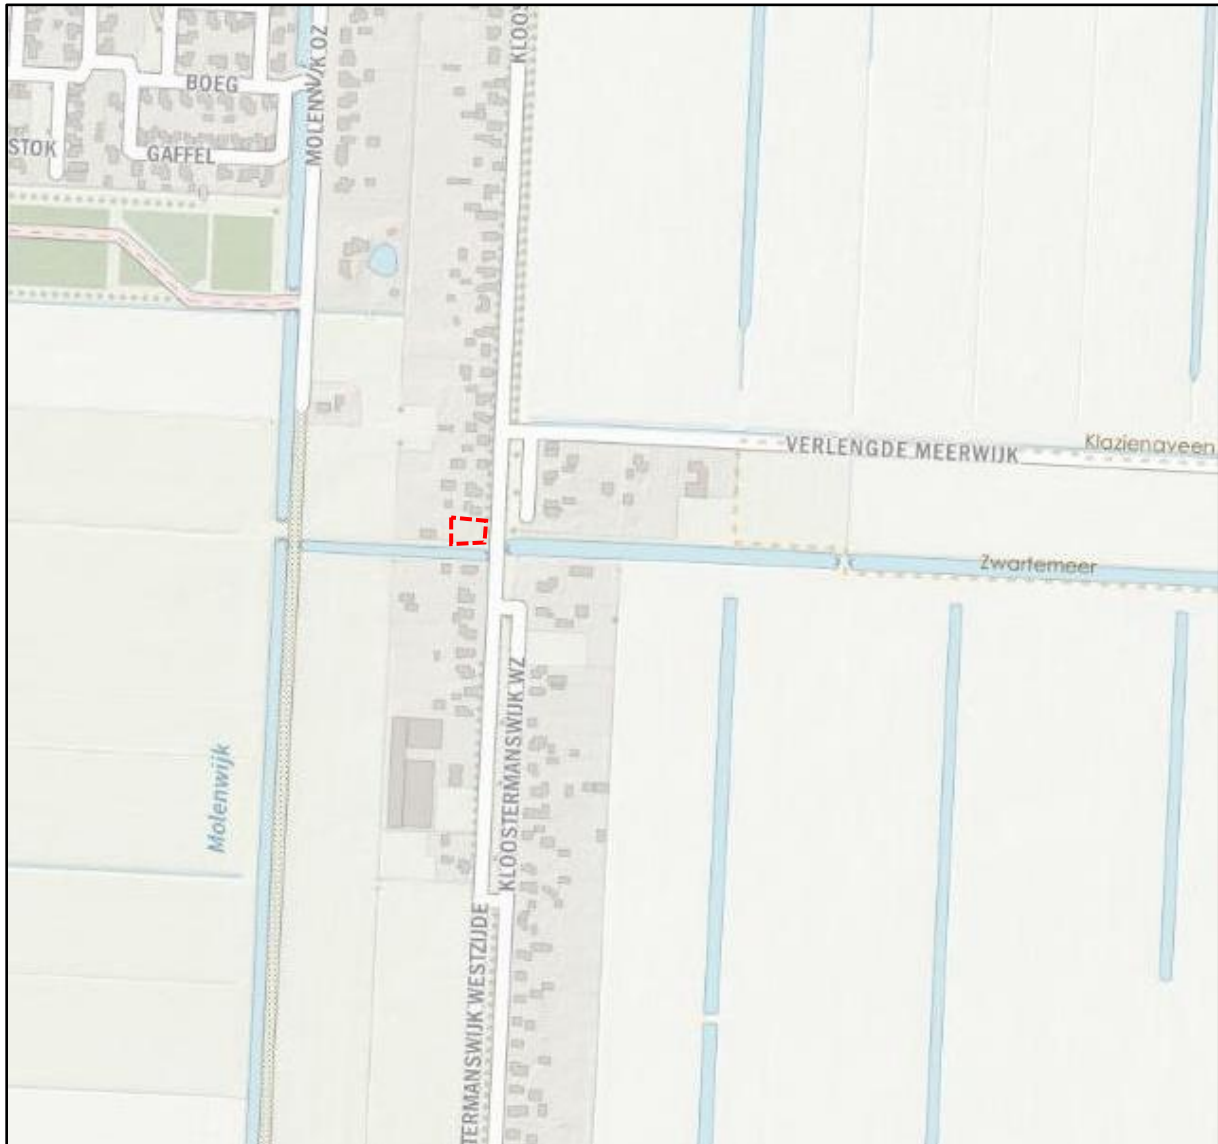 KLOOS
MOLENWIJK OZ
BOEG
STOK
GAFFEL
VERLENGDE MEERWIJK
Klazienaveen
Zwartemeer
Molenwijk
KLOOSTERMANSWIJK WZ
TERMANSWIJK WESTZIJDE